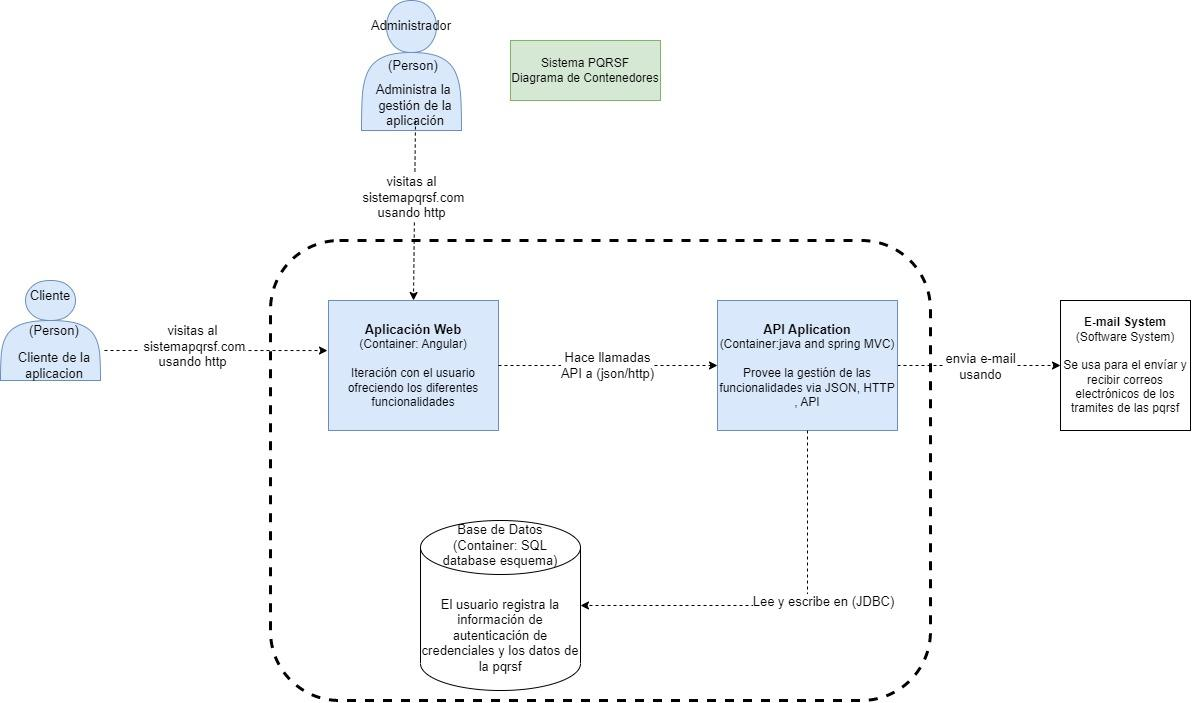 Administrador
(Person)
Administra la
gestión de la
aplicación
Sistema PQRSF
Diagrama de Contenedores
visitas al
sistemapqrsf.com
usando http
Cliente
(Person)
Cliente de la
aplicacion
visitas al
sistemapqrsf.com
usando http
Aplicación Web
(Container: Angular)
Iteración con el usuario
ofreciendo los diferentes
funcionalidades
Hace llamadas
API a (json/http)
API Aplication
(Container:java and spring MVC)
Provee la gestión de las
funcionalidades via JSON, HTTP
, API
envia e-mail
usando
E-mail System
(Software System)
Se usa para el envíar y
recibir correos
electrónicos de los
tramites de las pqrsf
Base de Datos
(Container: SQL
database esquema)
El usuario registra la
información de
autenticación de
credenciales y los datos de
la pqrsf
Lee y escribe en (JDBC)